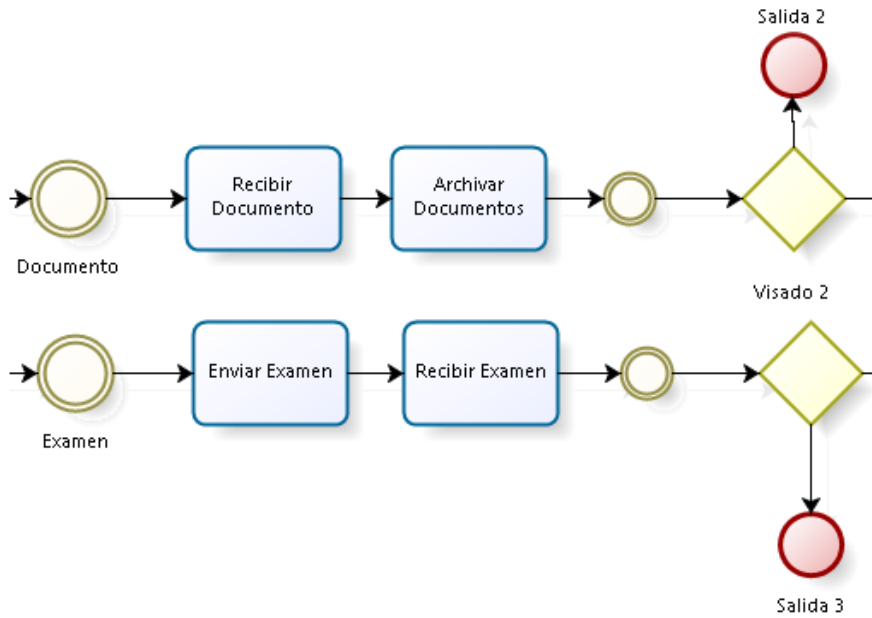 Salida 2
Recibir
Documento
Archivar
Documentos
Documento
Visado 2
Enviar Examen
Recibir Examen
Examen
Salida 3